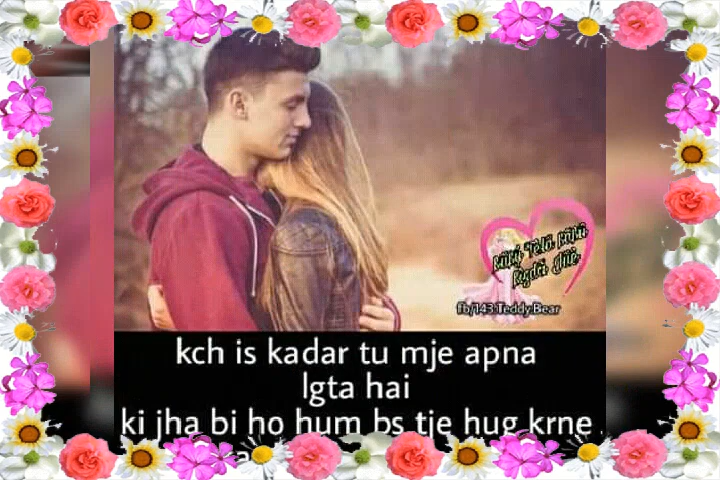 fb/143.Teddy.Bear
kch is kadar tu mje apna
lgta hai
ki jha bi ho hum bs tje hug krne